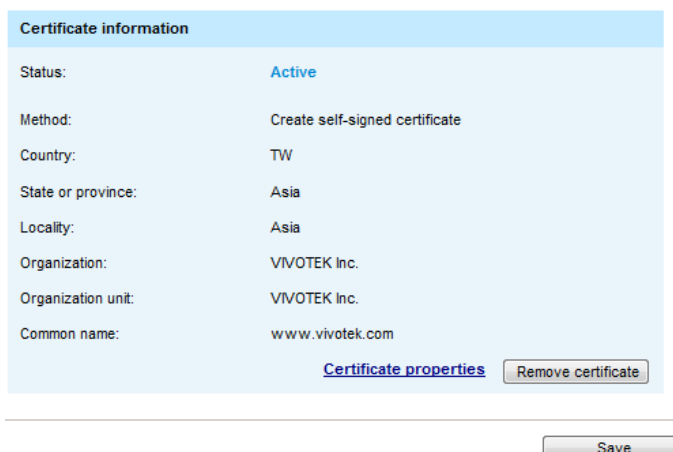 Certificate information
Status: Active
Method: Create self-signed certificate
Country: TW
State or province: Asia
Locality: Asia
Organization: VIVOTEK Inc.
Organization unit: VIVOTEK Inc.
Common name: www.vivotek.com
Certificate properties Remove certificate
Save